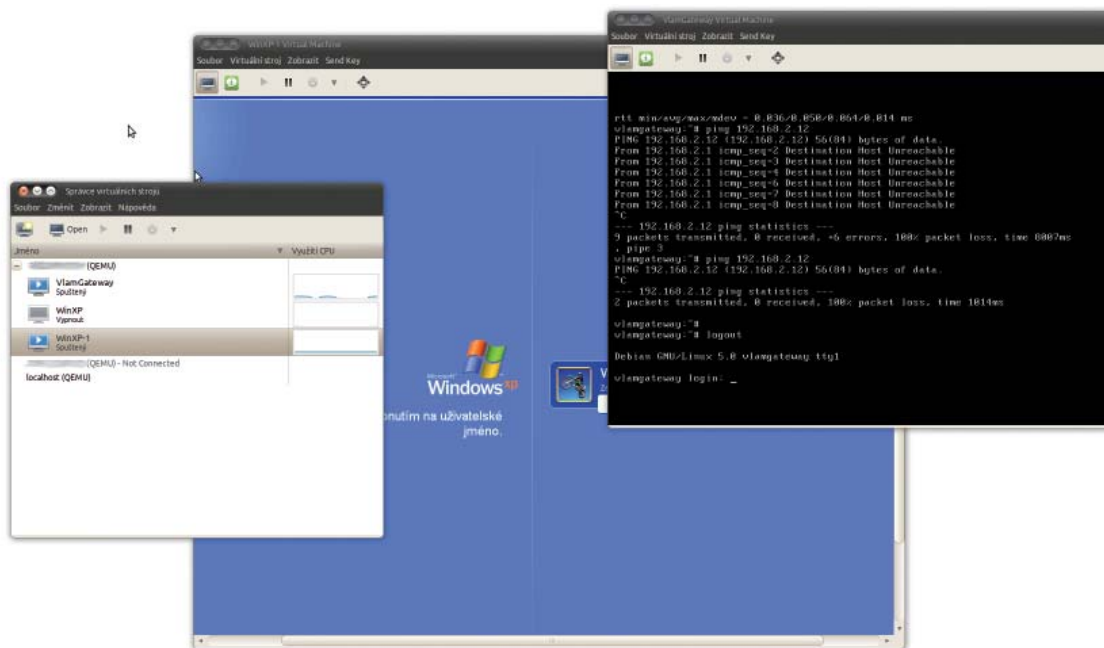 WinXP-1 Virtual Machine
Soubor Virtuální stroj Zobrazit Send Key
Microsoft
Windows xp
nutím na uživatelské
jméno.
V
VlamGateway Virtual Machine
Soubor Virtuální stroj Zobrazit Send Key
rtt min/avg/max/mdev = 0.036/0.050/0.064/0.014 ms
vlamgateway:~# ping 192.168.2.12
PING 192.168.2.12 (192.168.2.12) 56(84) bytes of data.
From 192.168.2.1 icmp_seq=2 Destination Host Unreachable
From 192.168.2.1 icmp_seq=3 Destination Host Unreachable
From 192.168.2.1 icmp_seq=4 Destination Host Unreachable
From 192.168.2.1 icmp_seq=6 Destination Host Unreachable
From 192.168.2.1 icmp_seq=7 Destination Host Unreachable
From 192.168.2.1 icmp_seq=8 Destination Host Unreachable
^C
--- 192.168.2.12 ping statistics ---
9 packets transmitted, 0 received, +6 errors, 100% packet loss, time 8007ms
, pipe 3
vlamgateway:~# ping 192.168.2.12
PING 192.168.2.12 (192.168.2.12) 56(84) bytes of data.
^C
--- 192.168.2.12 ping statistics ---
2 packets transmitted, 0 received, 100% packet loss, time 1014ms
vlamgateway:~#
vlamgateway:~# logout
Debian GNU/Linux 5.0 vlamgateway tty1
vlamgateway login: _
Správce virtuálních strojů
Soubor Změnit Zobrazit Nápověda
Open
Jméno Využití CPU
(QEMU)
VlamGateway
Spuštěný
WinXP
Vypnout
WinXP-1
Spuštěný
(QEMU) - Not Connected
localhost (QEMU)